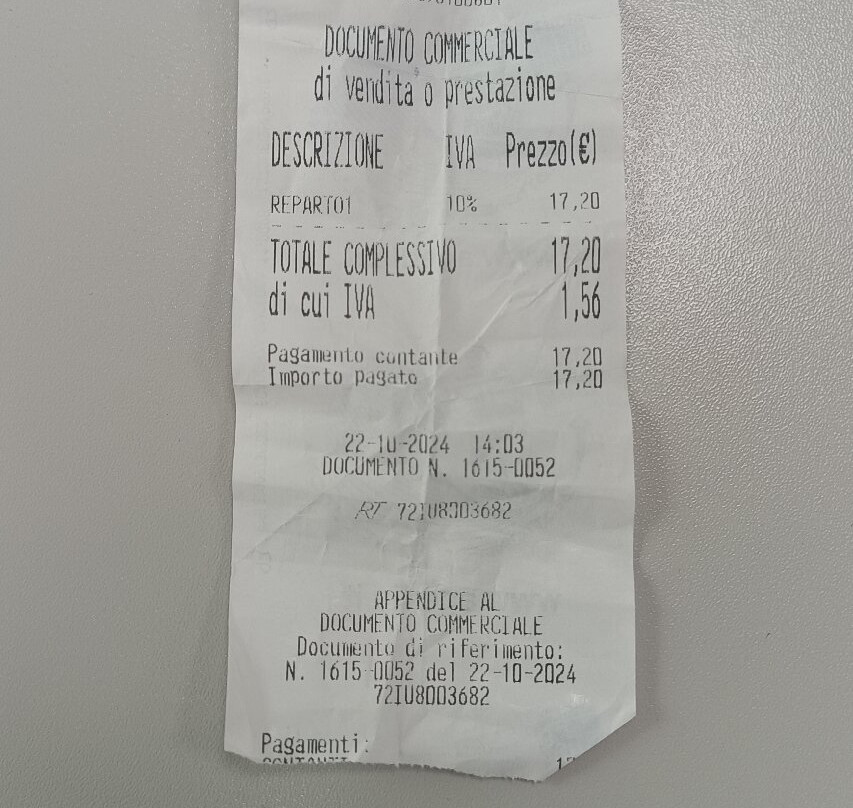 DOCUMENTO COMMERCIALE
di vendita o prestazione
DESCRIZIONE IVA Prezzo(€)
REPARTO1 10% 17,20
TOTALE COMPLESSIVO 17,20
di cui IVA 1,56
Pagamento contante 17,20
Importo pagato 17,20
22-10-2024 14:03
DOCUMENTO N. 1615-0052
RT 72IU8003682
APPENDICE AL
DOCUMENTO COMMERCIALE
Documento di riferimento:
N. 1615-0052 del 22-10-2024
72IU8003682
Pagamenti: